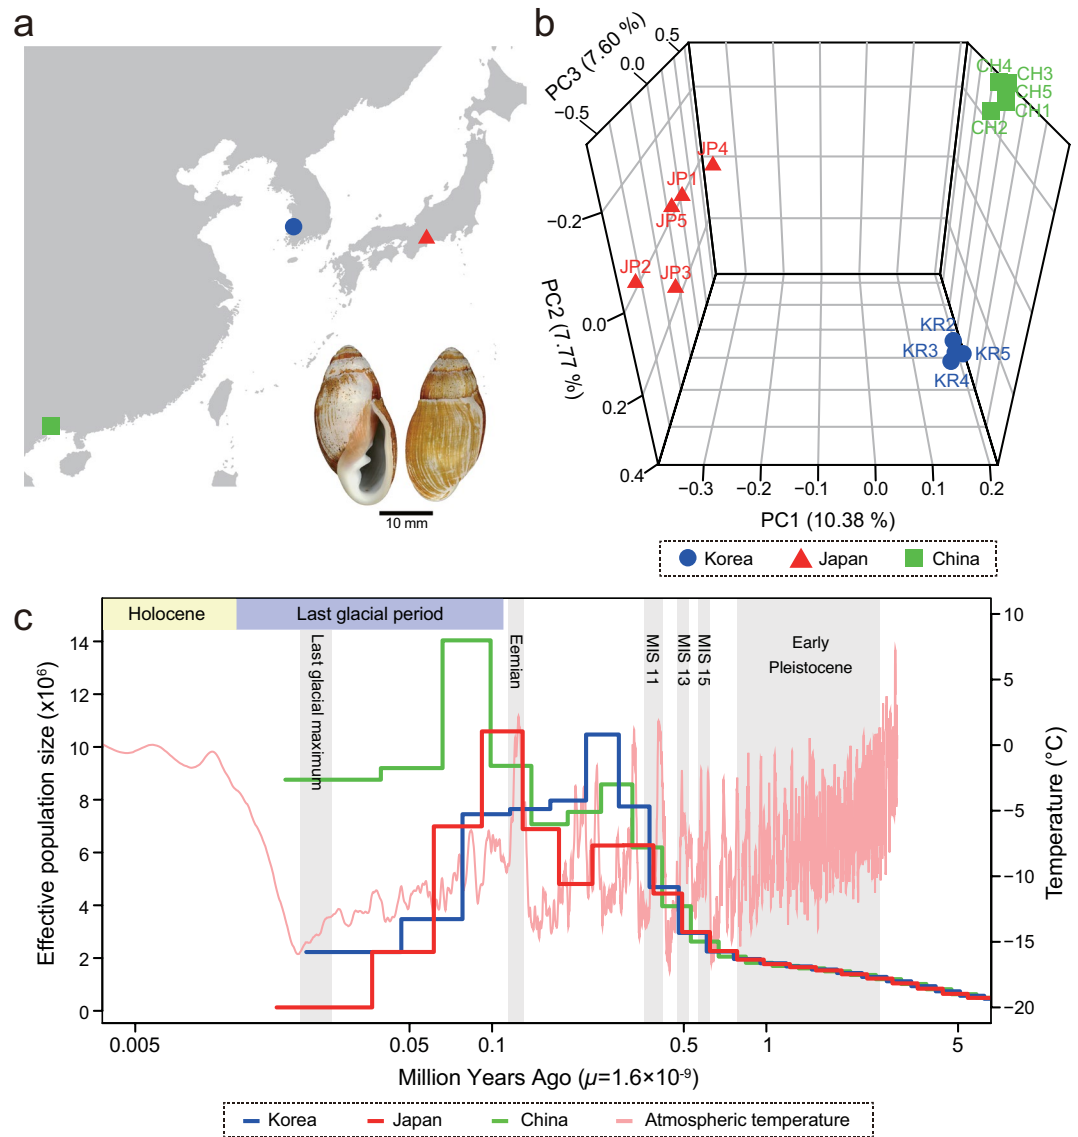 a
10 mm
b
PC3 (7.60 %)
0.5
0.0
−0.5
−0.2
0.0
0.2
0.4
PC2 (7.77 %)
CH4
CH3
CH5
CH1
CH2
JP4
JP1
JP5
JP2
JP3
KR2
KR3
KR5
KR4
−0.3
−0.2
−0.1
0.0
0.1
0.2
PC1 (10.38 %)
Korea
Japan
China
c
Holocene
Last glacial period
Last glacial maximum
Eemian
MIS 11
MIS 13
MIS 15
Early
Pleistocene
Effective population size (x10⁶)
14
12
10
8
6
4
2
0
10
5
0
−5
−10
−15
−20
Temperature (°C)
0.005
0.05
0.1
0.5
1
5
Million Years Ago (μ=1.6×10⁻⁹)
Korea
Japan
China
Atmospheric temperature